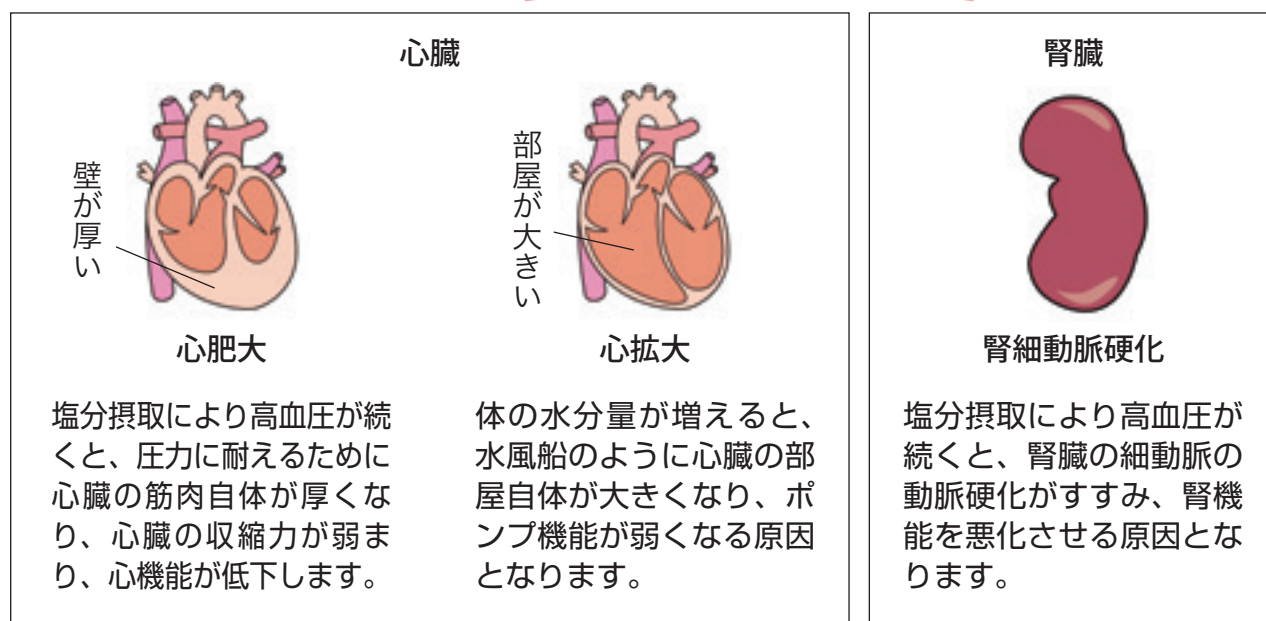 心臓
壁が厚い
部屋が大きい
心肥大
塩分摂取により高血圧が続
くと、圧力に耐えるために
心臓の筋肉自体が厚くな
り、心臓の収縮力が弱ま
り、心機能が低下します。
心拡大
体の水分量が増えると、
水風船のように心臓の部
屋自体が大きくなり、ポ
ンプ機能が弱くなる原因
となります。
腎臓
腎細動脈硬化
塩分摂取により高血圧が
続くと、腎臓の細動脈の
動脈硬化がすすみ、腎機
能を悪化させる原因とな
ります。